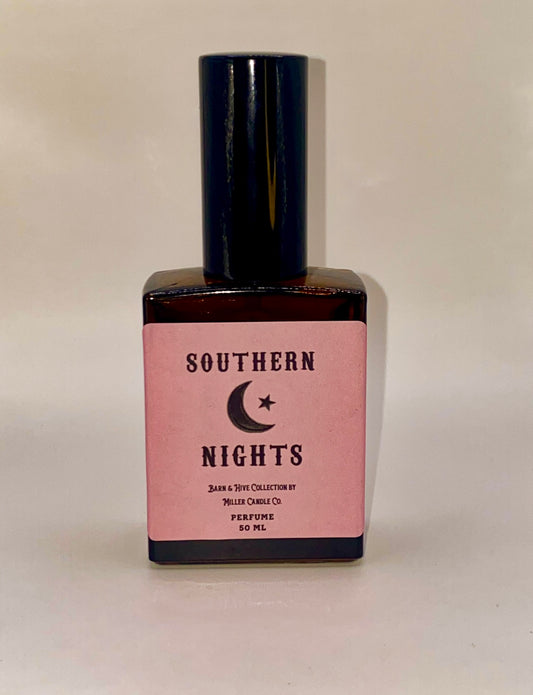 SOUTHERN
NIGHTS
BARN & HIVE COLLECTION BY
MILLER CANDLE CO.
PERFUME
50 ML